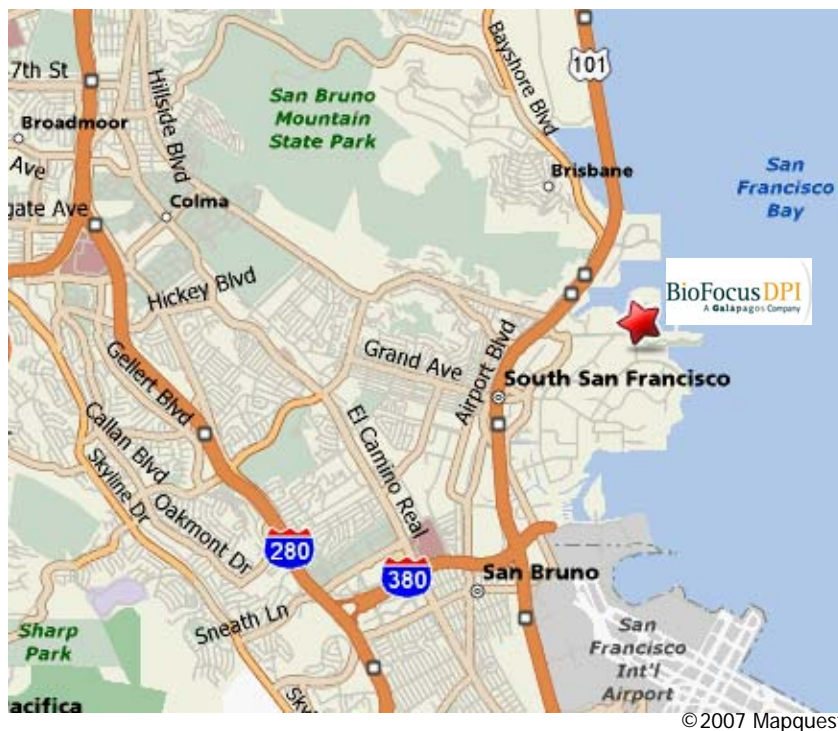 7th St
Broadmoor
Ave
gate Ave
Hillside Blvd
Colma
San Bruno
Mountain
State Park
Bayshore Blvd
101
Brisbane
San
Francisco
Bay
BioFocusDPI
A Galapagos Company
Hickey Blvd
Grand Ave
Airport Blvd
South San Francisco
Gellert Blvd
Callan Blvd
Skyline Dr
Oakmont Dr
El Camino Real
280
380
San Bruno
Sneath Ln
Sharp
Park
San
Francisco
Int'l
Airport
acifica
Sky
©2007 Mapques